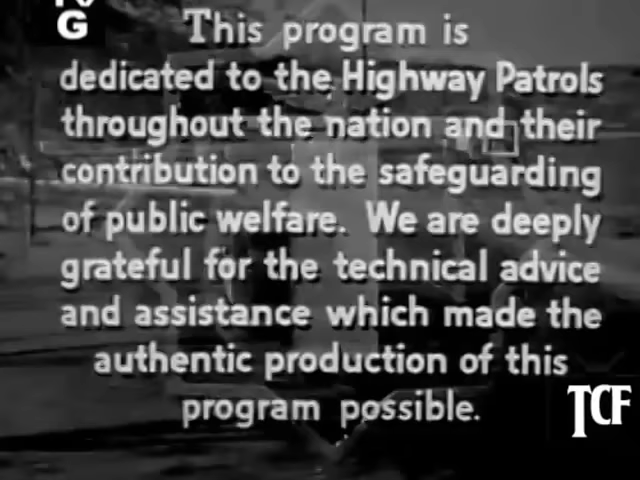 TV
G
This program is
dedicated to the Highway Patrols
throughout the nation and their
contribution to the safeguarding
of public welfare. We are deeply
grateful for the technical advice
and assistance which made the
authentic production of this
program possible.
TCF